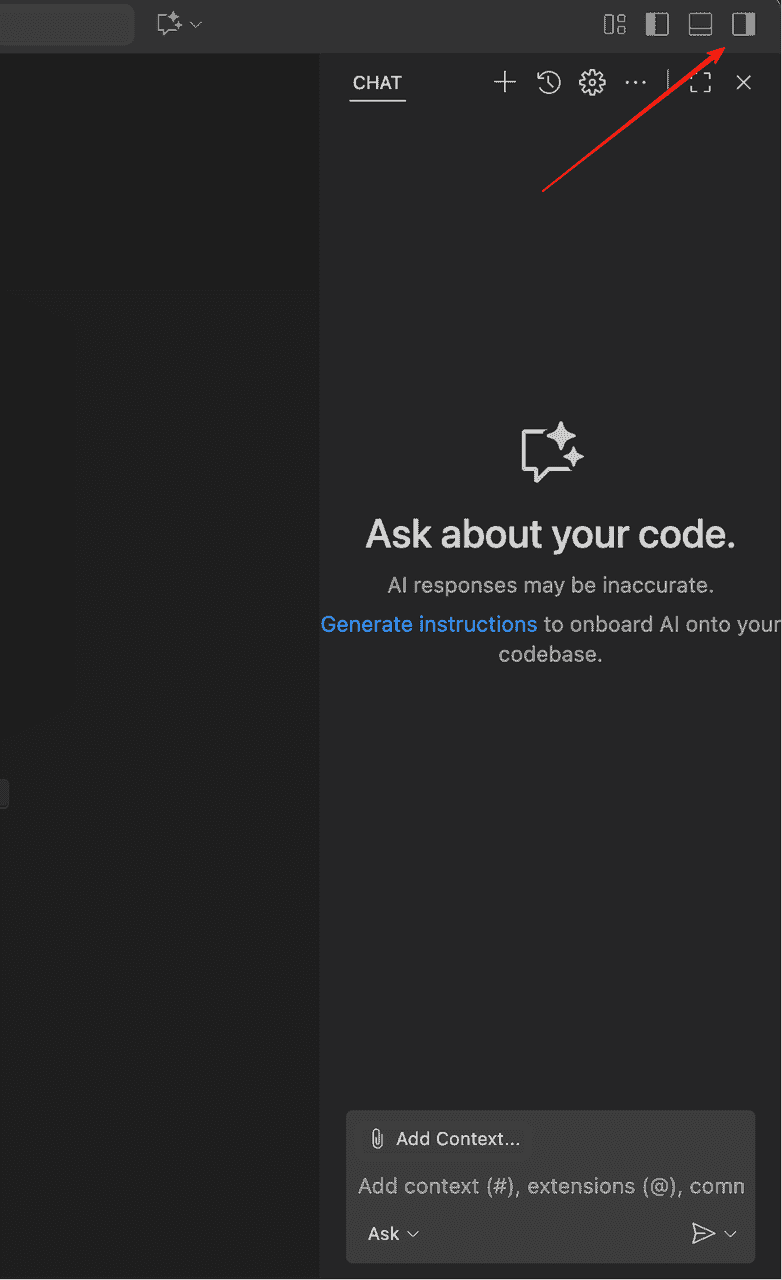 CHAT
Ask about your code.
AI responses may be inaccurate.
Generate instructions to onboard AI onto your
codebase.
Add Context...
Add context (#), extensions (@), comn
Ask